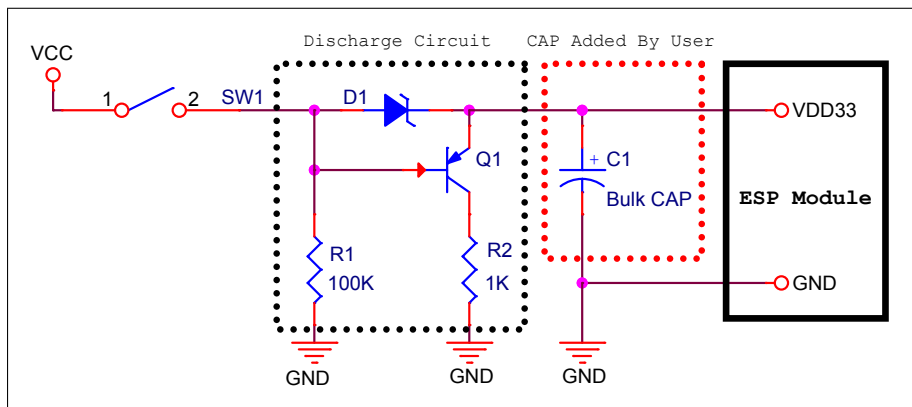 Discharge Circuit
CAP Added By User
VCC
1
2
SW1
D1
VDD33
Q1
+ C1
Bulk CAP
ESP Module
R1
100K
R2
1K
GND
GND
GND
GND